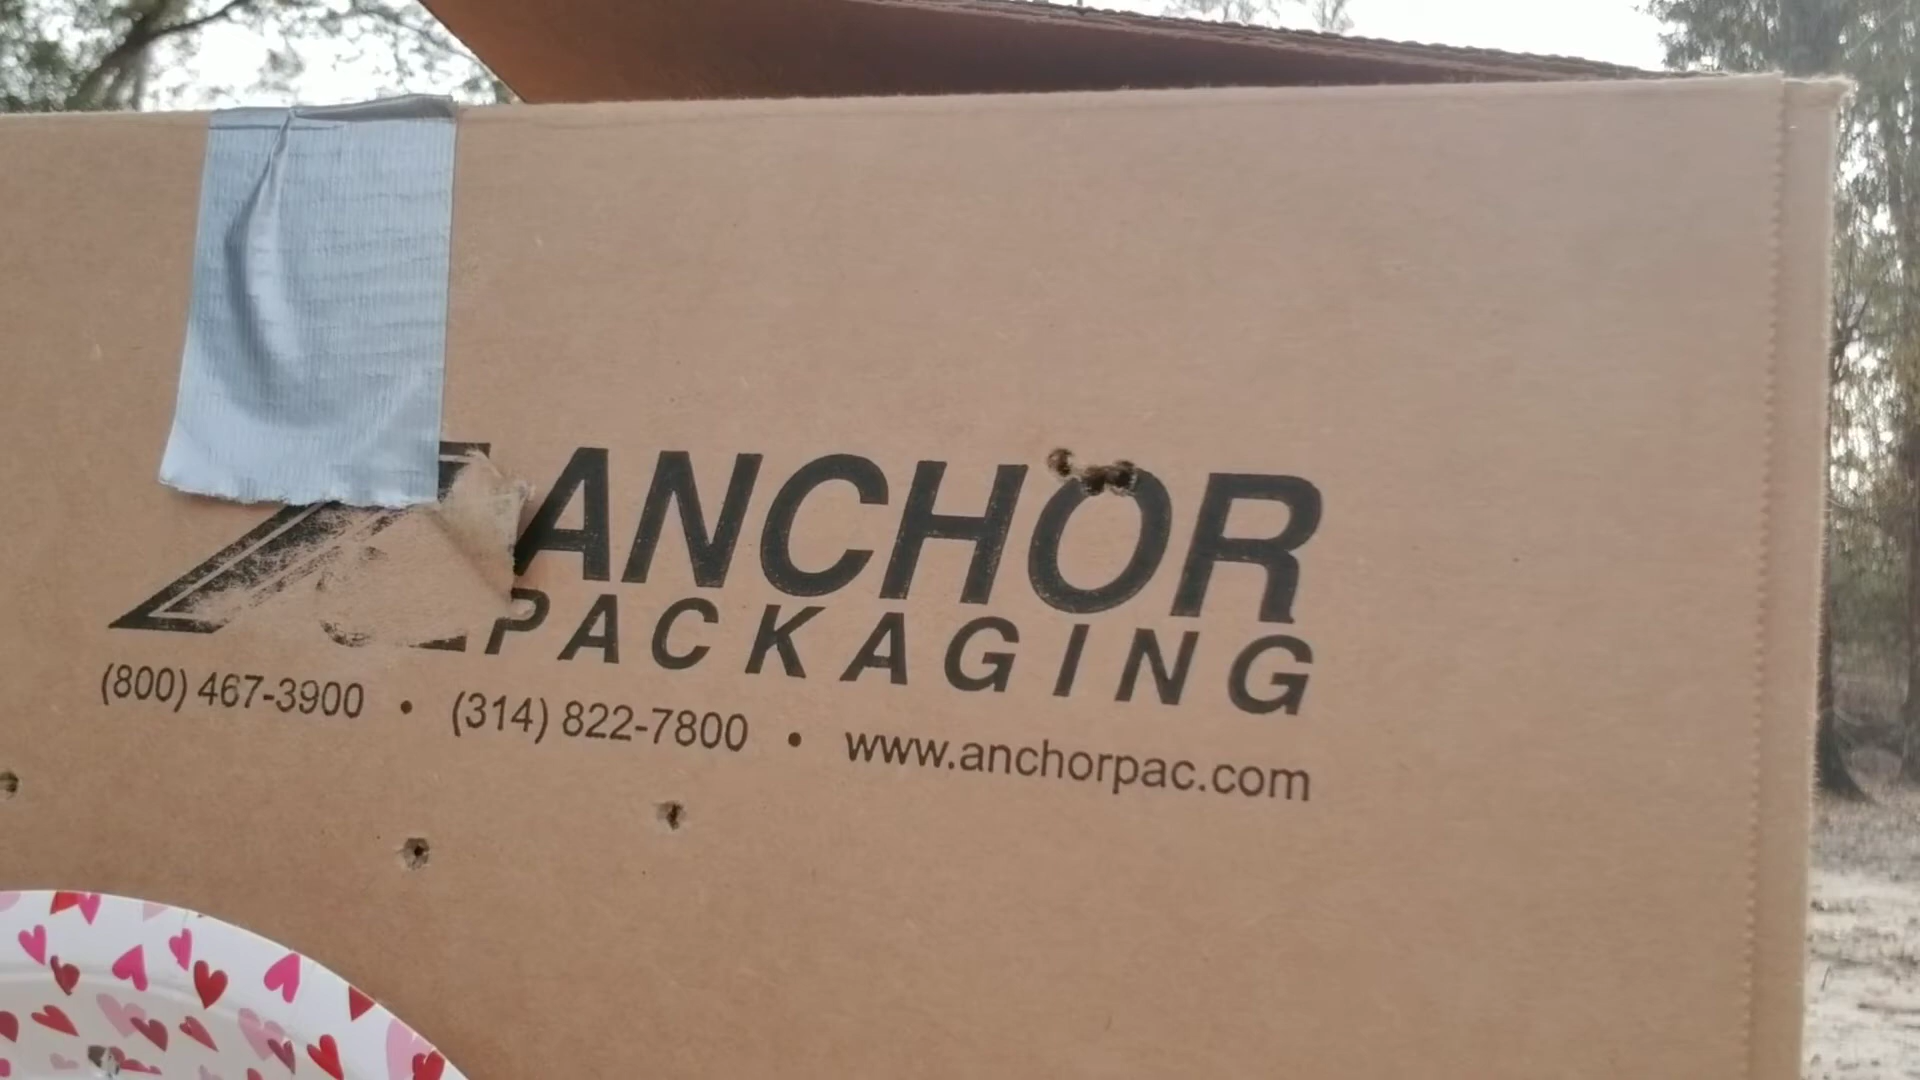 ANCHOR
PACKAGING
(800) 467-3900 • (314) 822-7800 • www.anchorpac.com